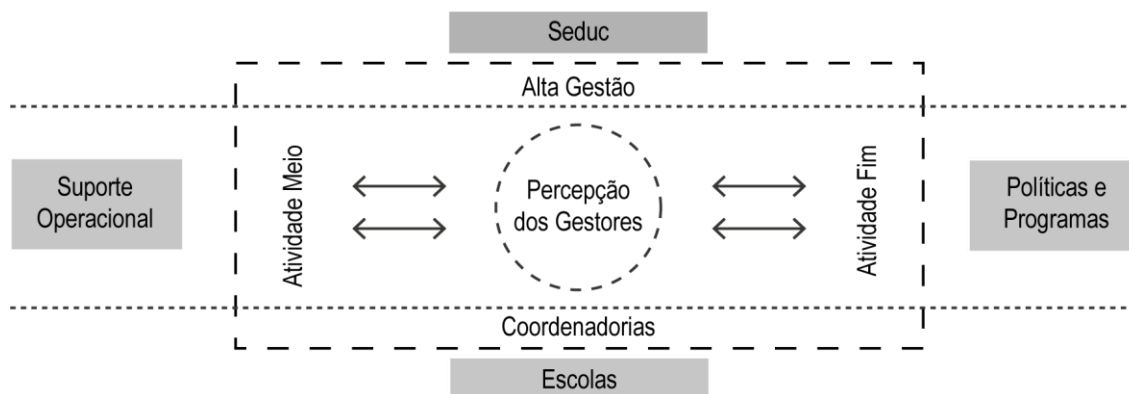 Seduc
Alta Gestão
Suporte
Operacional
Atividade Meio
Percepção
dos Gestores
Atividade Fim
Políticas e
Programas
Coordenadorias
Escolas